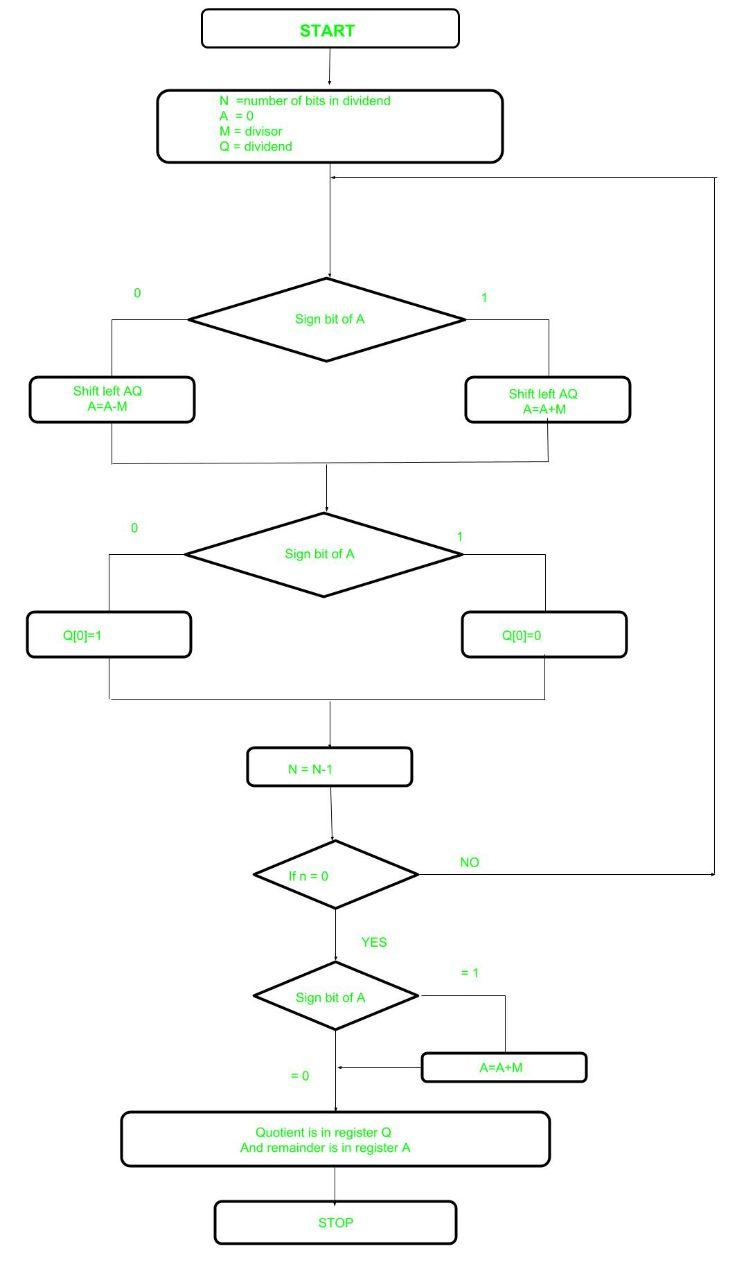 START
N =number of bits in dividend
A = 0
M = divisor
Q = dividend
0
1
Sign bit of A
Shift left AQ
A=A-M
Shift left AQ
A=A+M
0
1
Sign bit of A
Q[0]=1
Q[0]=0
N = N-1
If n = 0
NO
YES
Sign bit of A
= 1
A=A+M
= 0
Quotient is in register Q
And remainder is in register A
STOP